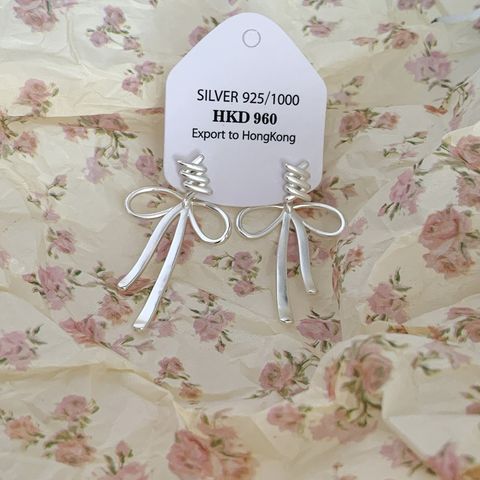 SILVER 925/1000
HKD 960
Export to HongKong